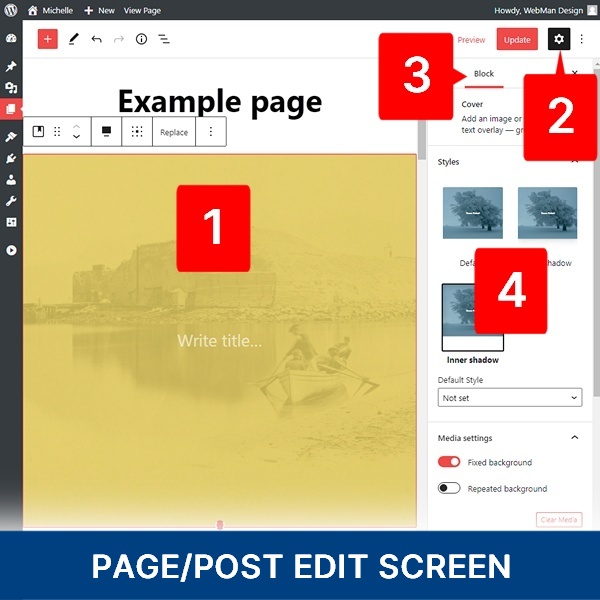 Michelle
New
View Page
Howdy, WebMan Design
Preview
Update
3
Block
2
Example page
Cover
Add an image or
text overlay — gr
Replace
Styles
1
4
Inner shadow
Write title...
Default Style
Not set
Media settings
Fixed background
Repeated background
Clear Media
PAGE/POST EDIT SCREEN